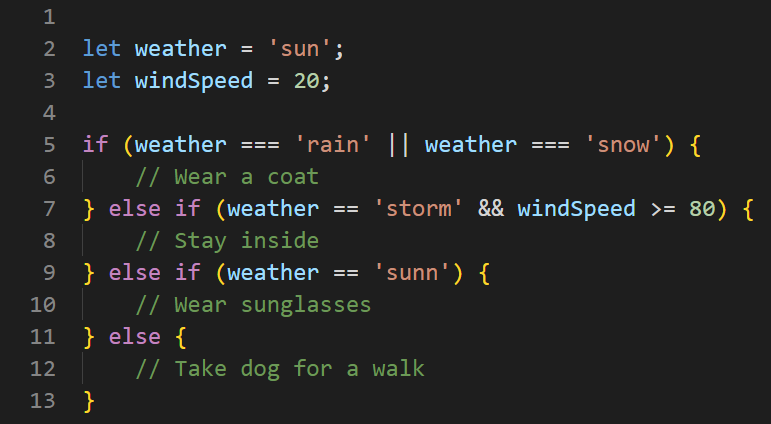 1
2 let weather = 'sun';
3 let windSpeed = 20;
4
5 if (weather === 'rain' || weather === 'snow') {
6     // Wear a coat
7 } else if (weather == 'storm' && windSpeed >= 80) {
8     // Stay inside
9 } else if (weather == 'sunn') {
10     // Wear sunglasses
11 } else {
12     // Take dog for a walk
13 }